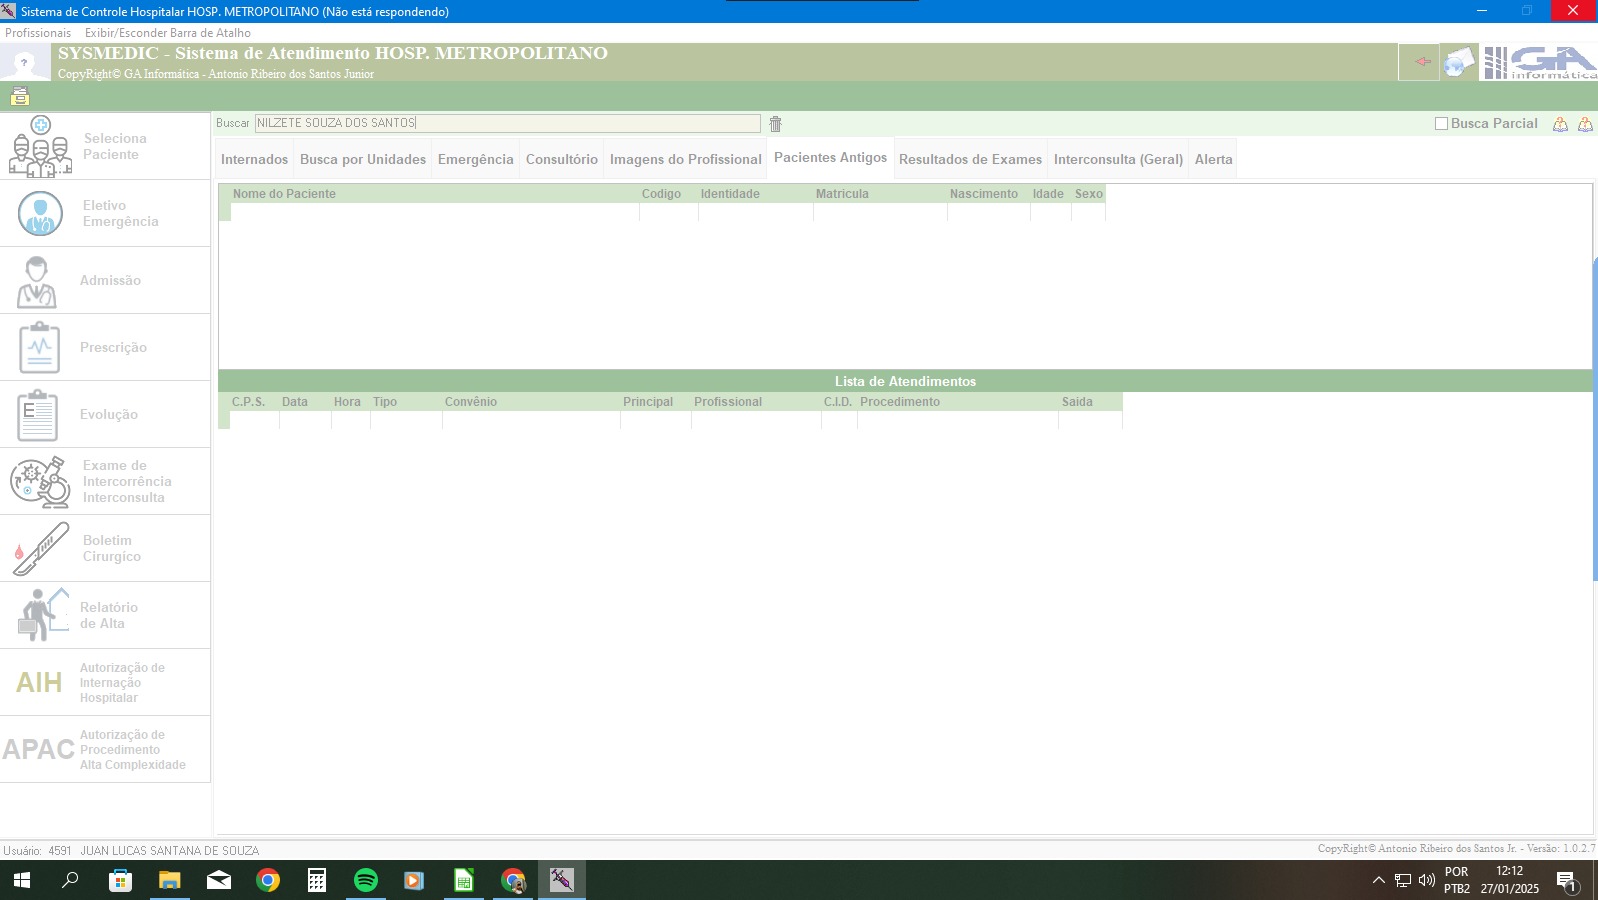 Sistema de Controle Hospitalar HOSP. METROPOLITANO (Não está respondendo)
Profissionais Exibir/Esconder Barra de Atalho
?
SYSMEDIC - Sistema de Atendimento HOSP. METROPOLITANO
CopyRight© GA Informática - Antonio Ribeiro dos Santos Junior
GA
informática
Buscar NILZETE SOUZA DOS SANTOS
Busca Parcial
Internados Busca por Unidades Emergência Consultório Imagens do Profissional Pacientes Antigos Resultados de Exames Interconsulta (Geral) Alerta
Nome do Paciente Codigo Identidade Matricula Nascimento Idade Sexo
Lista de Atendimentos
C.P.S. Data Hora Tipo Convênio Principal Profissional C.I.D. Procedimento Saida
Seleciona
Paciente
Eletivo
Emergência
Admissão
Prescrição
E
Evolução
Exame de
Intercorrência
Interconsulta
Boletim
Cirurgíco
Relatório
de Alta
AIH
Autorização de
Internação
Hospitalar
APAC
Autorização de
Procedimento
Alta Complexidade
Usuário: 4591 JUAN LUCAS SANTANA DE SOUZA
CopyRight© Antonio Ribeiro dos Santos Jr. - Versão: 1.0.2.7
POR
PTB2
12:12
27/01/2025
1